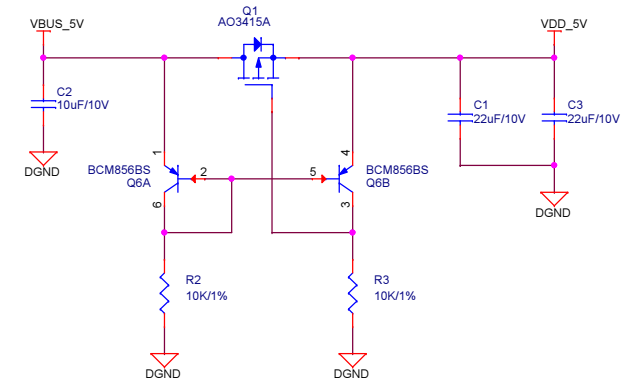 Q1
AO3415A
VBUS_5V
VDD_5V
C2
10uF/10V
C1
22uF/10V
C3
22uF/10V
DGND
1
4
BCM856BS
Q6A
2
5
BCM856BS
Q6B
DGND
6
3
R2
10K/1%
R3
10K/1%
DGND
DGND